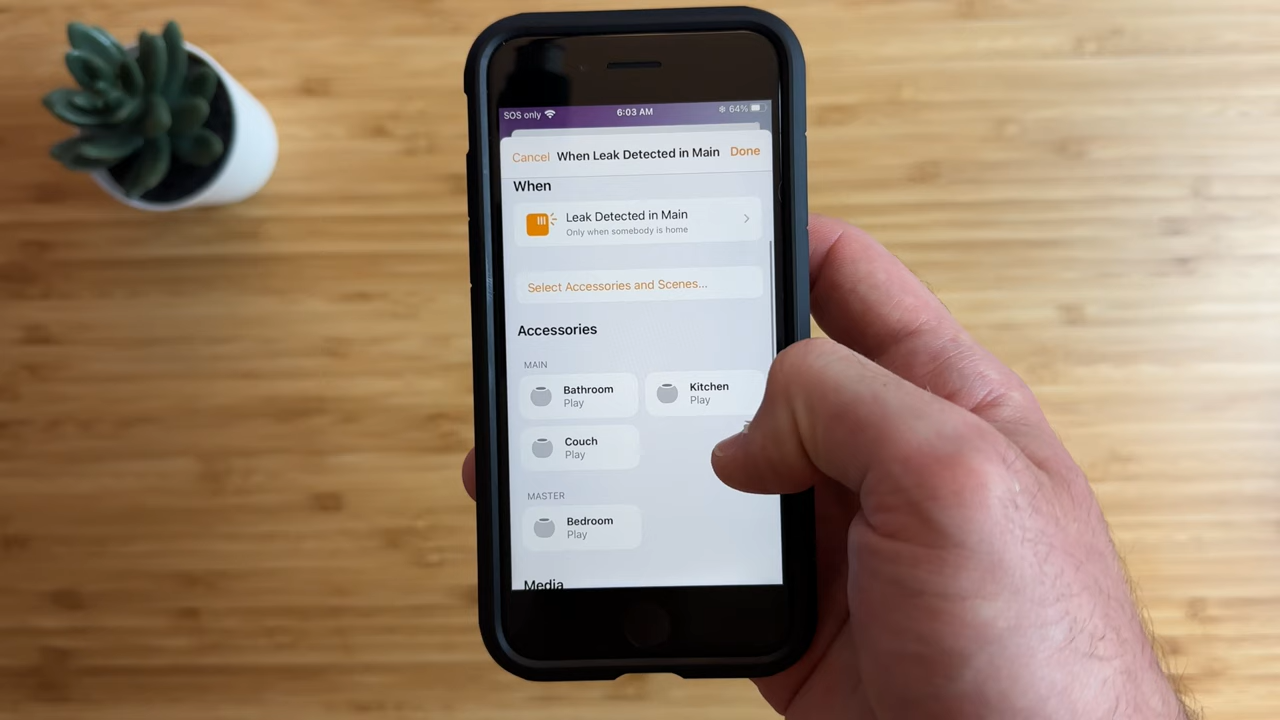 SOS only 6:03 AM 64%
Cancel When Leak Detected in Main Done
When
Leak Detected in Main
Only when somebody is home
Select Accessories and Scenes...
Accessories
MAIN
Bathroom Kitchen
Play Play
Couch
Play
MASTER
Bedroom
Play
Media